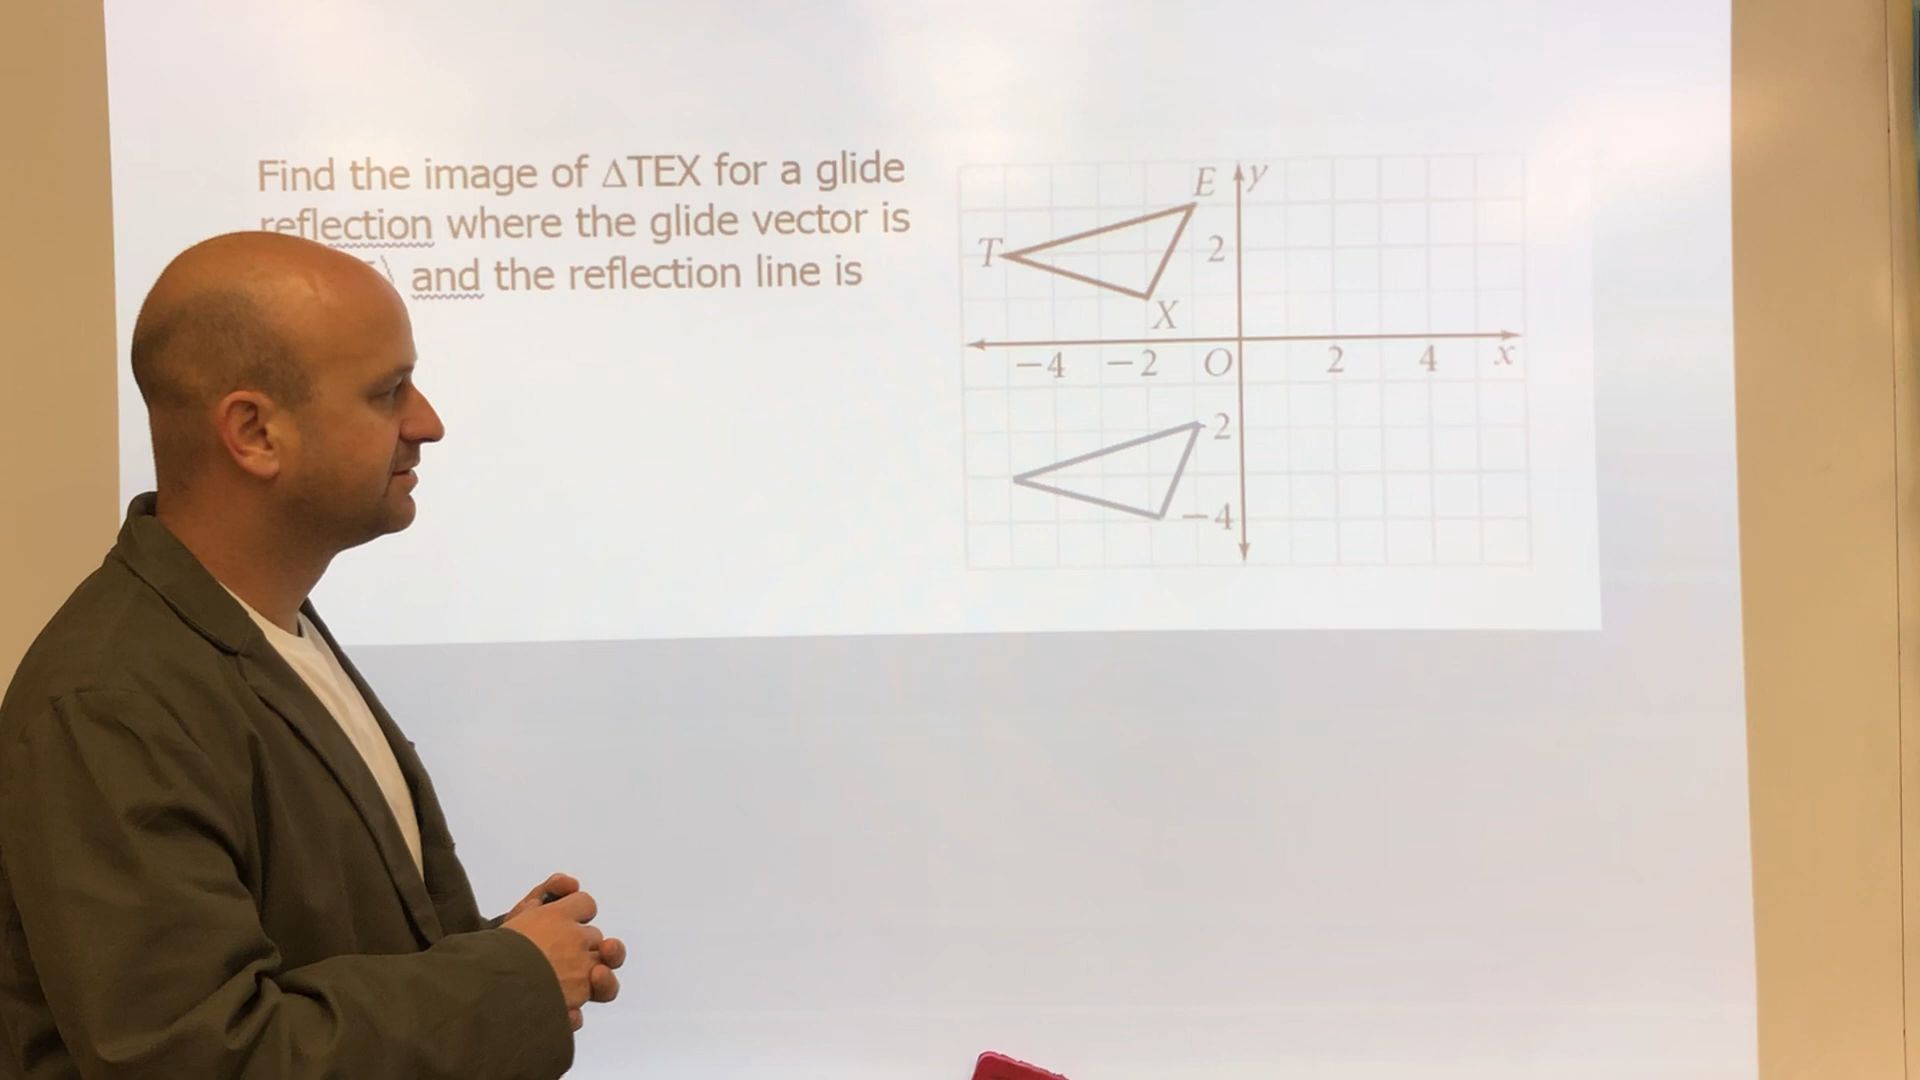 Find the image of △TEX for a glide
reflection where the glide vector is
and the reflection line is
E y
T 2
X
−4 −2 O 2 4 x
2
−4